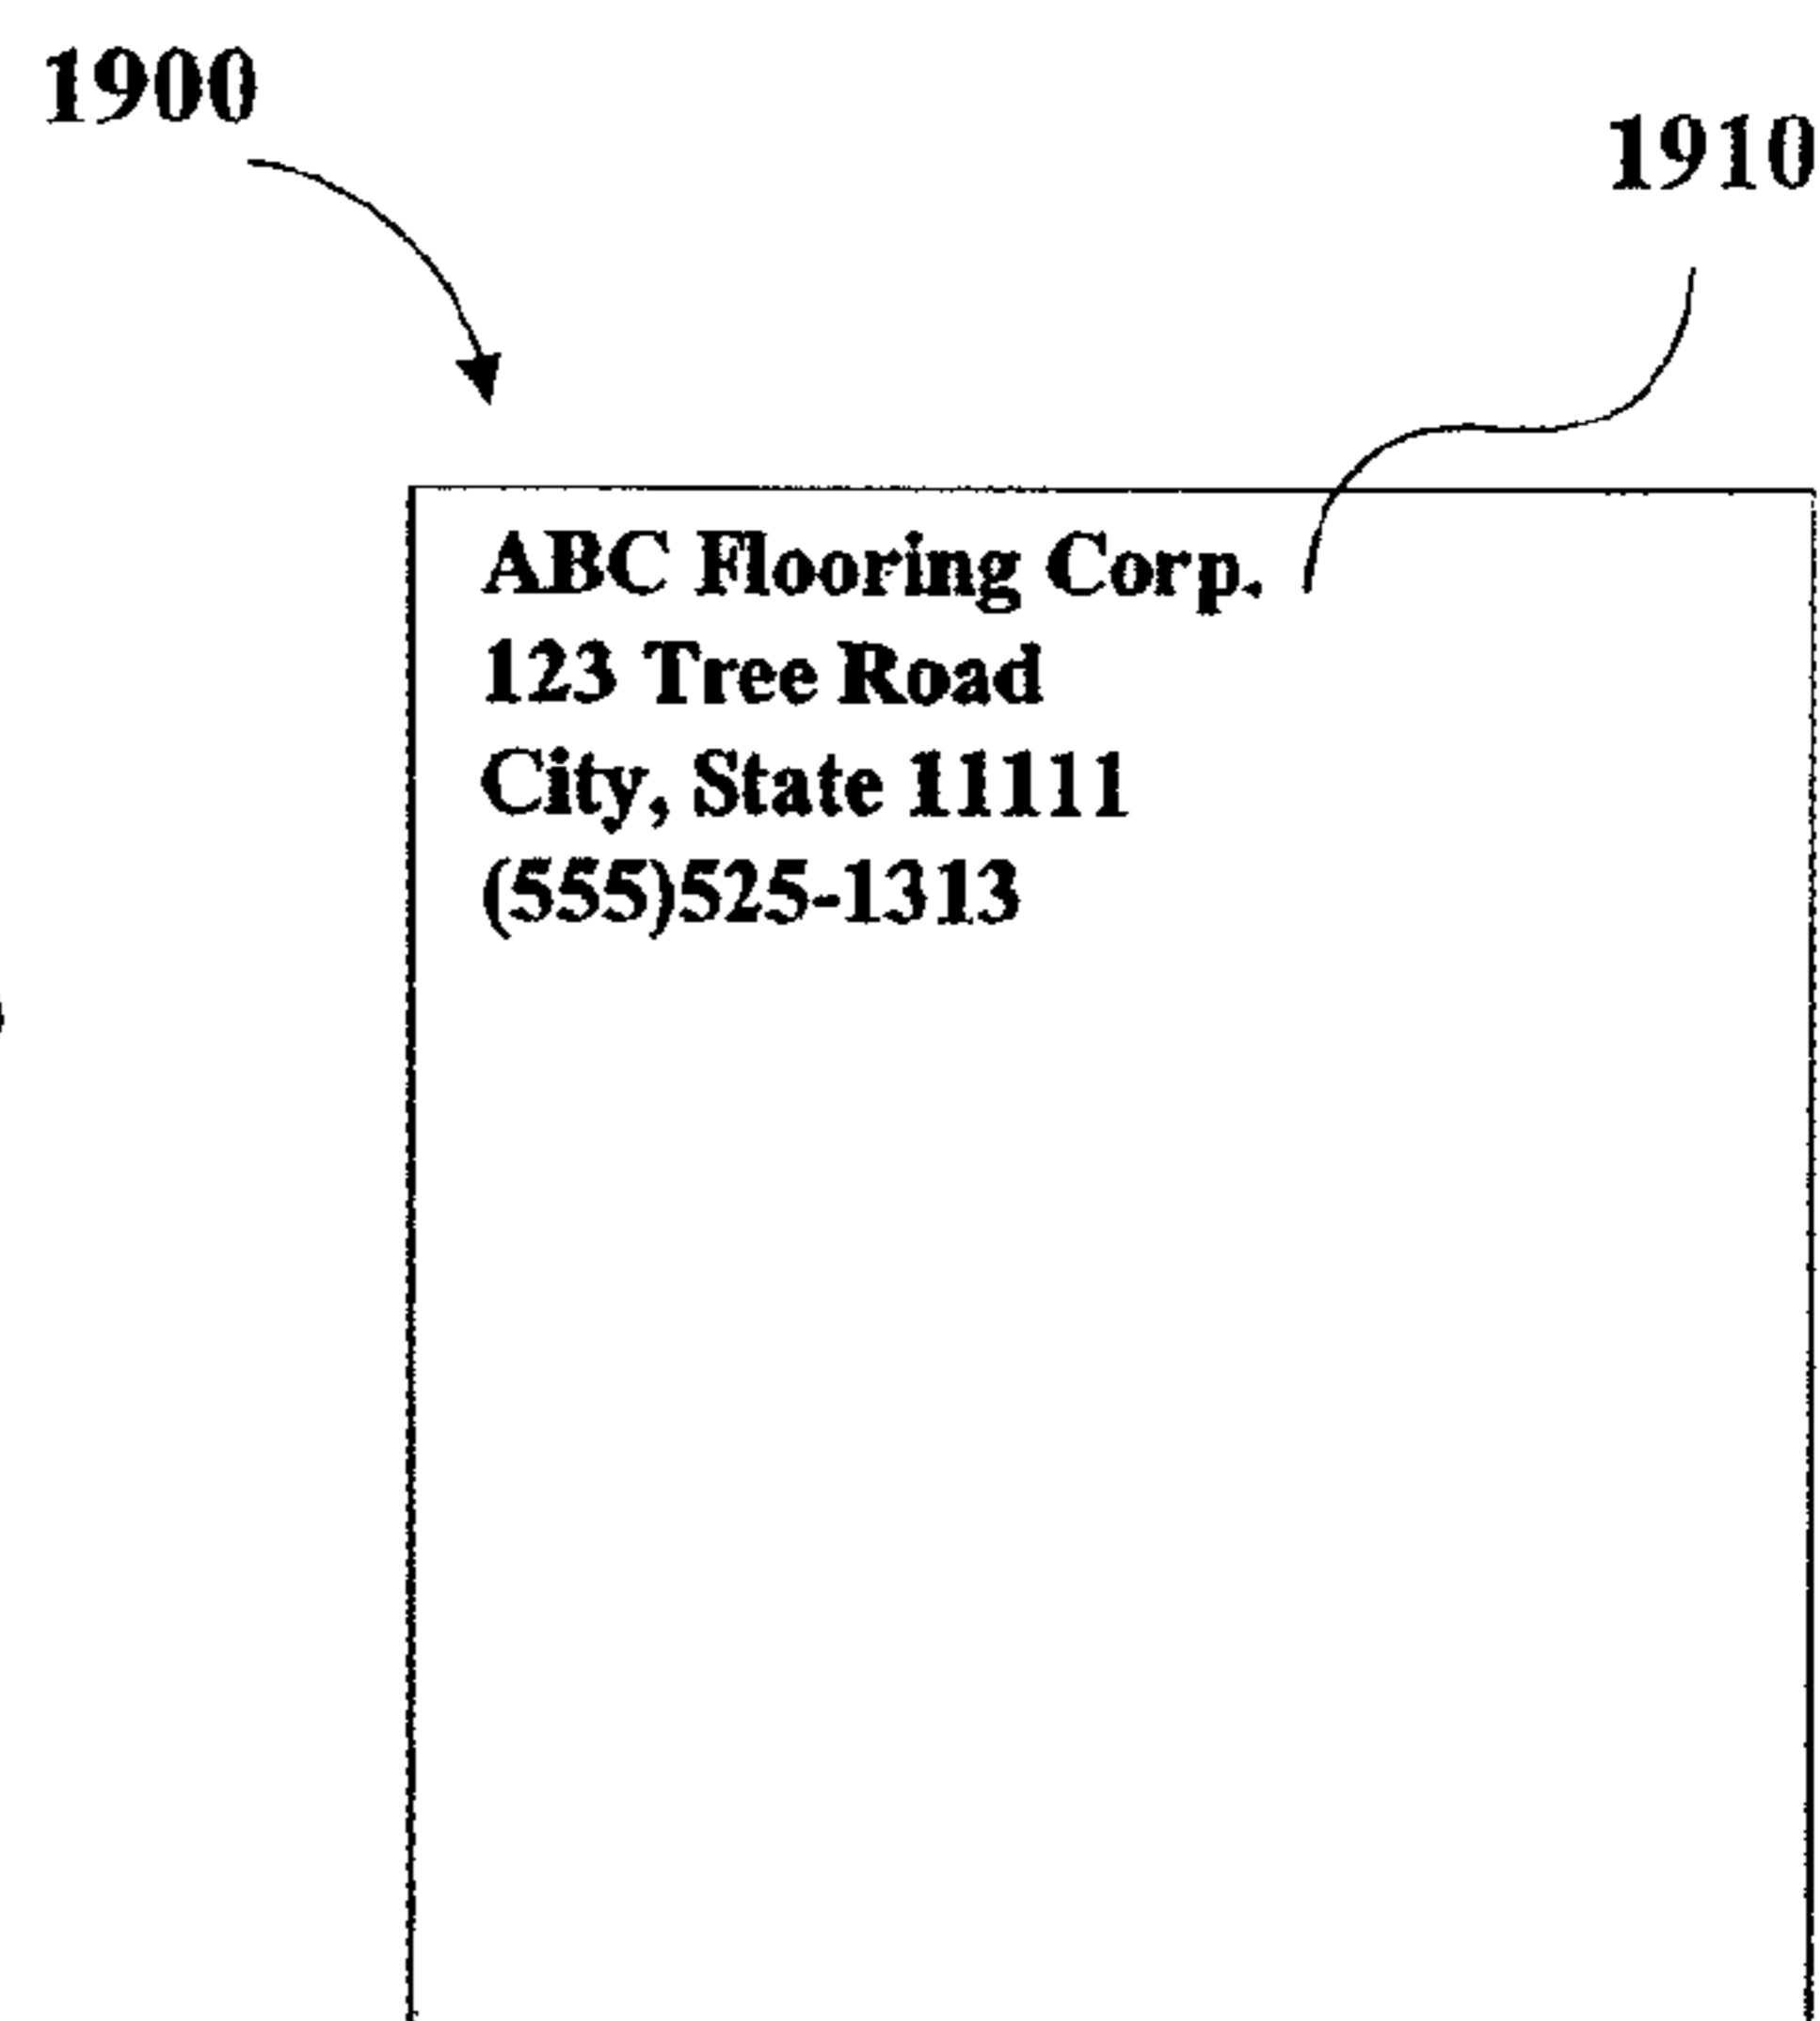 1900
1910
ABC Flooring Corp.
123 Tree Road
City, State 11111
(555)525-1313